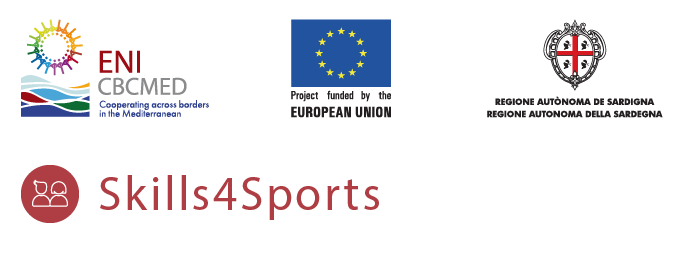 ENI
CBCMED
Cooperating across borders
in the Mediterranean
Project funded by the
EUROPEAN UNION
REGIONE AUTÒNOMA DE SARDIGNA
REGIONE AUTONOMA DELLA SARDEGNA
Skills4Sports